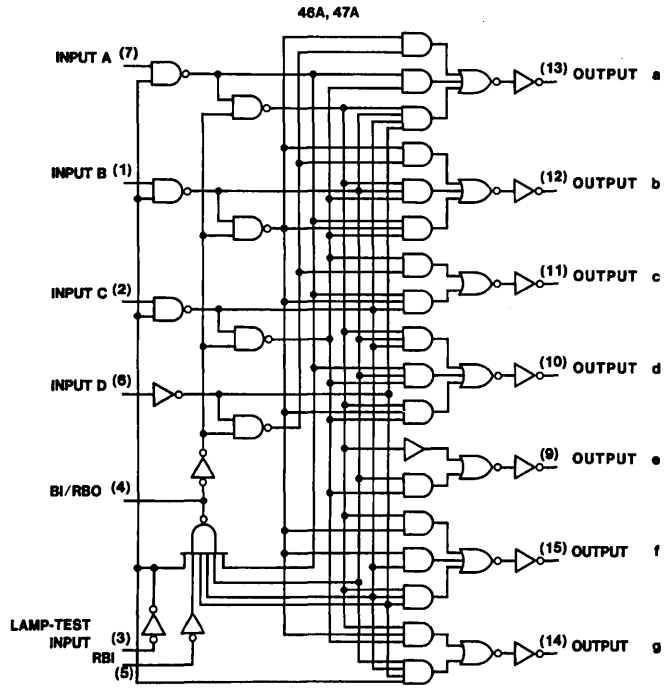 46A, 47A
INPUT A (7)
(13) OUTPUT a
INPUT B (1)
(12) OUTPUT b
(11) OUTPUT c
INPUT C (2)
(10) OUTPUT d
INPUT D (6)
(9) OUTPUT e
BI/RBO (4)
(15) OUTPUT f
LAMP-TEST
INPUT
(3)
RBI
(5)
(14) OUTPUT g